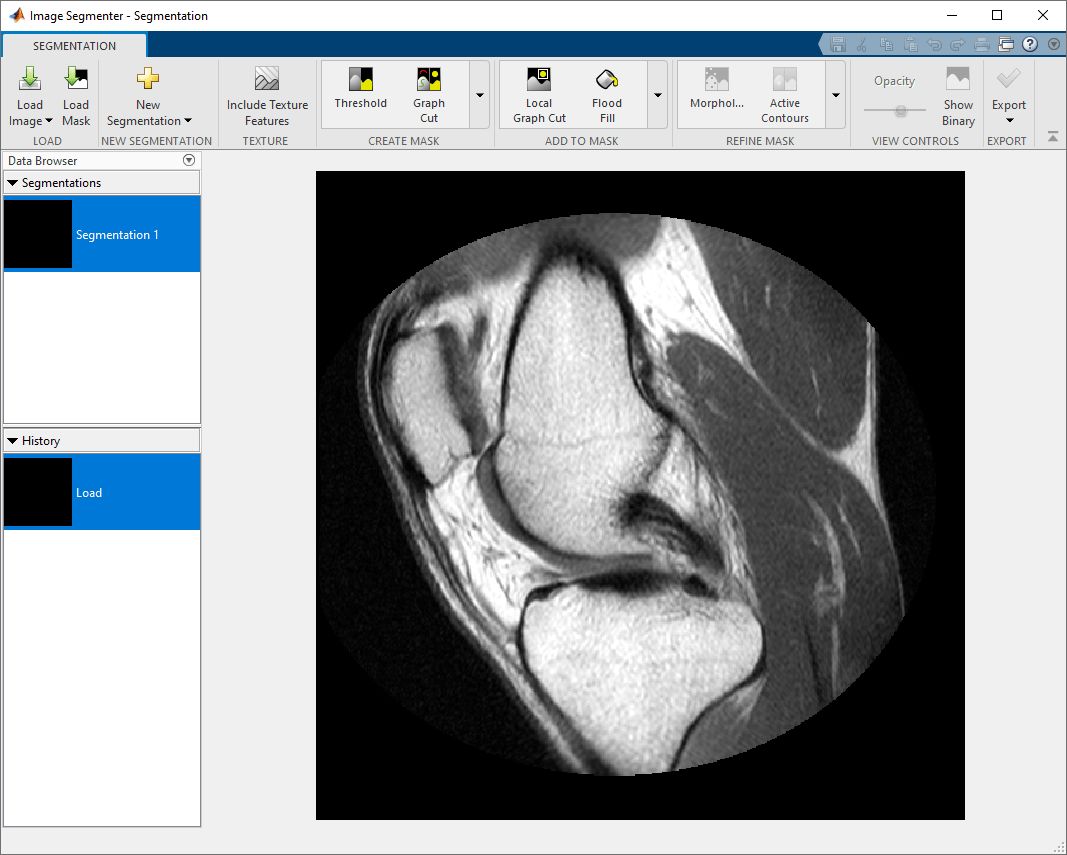 Image Segmenter - Segmentation
SEGMENTATION
Load Image
Load Mask
New Segmentation
Include Texture Features
Threshold
Graph Cut
Local Graph Cut
Flood Fill
Morphol...
Active Contours
Opacity
Show Binary
Export
LOAD
NEW SEGMENTATION
TEXTURE
CREATE MASK
ADD TO MASK
REFINE MASK
VIEW CONTROLS
EXPORT
Data Browser
Segmentations
Segmentation 1
History
Load